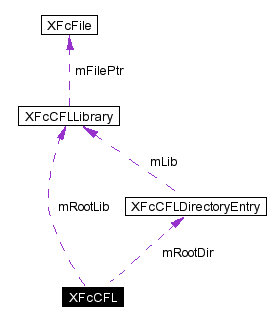 XFcFile
mFilePtr
XFcCFLLibrary
mLib
mRootLib
XFcCFLDirectoryEntry
mRootDir
XFcCFL